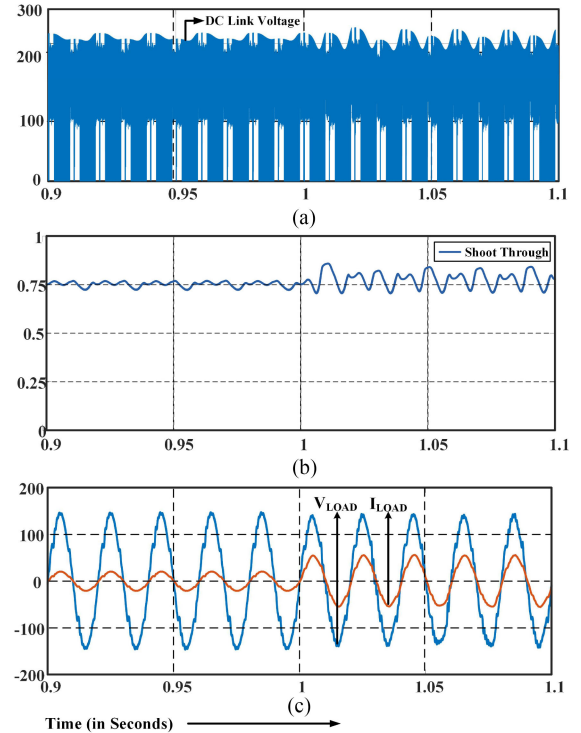 300
DC Link Voltage
200
100
0
0.9 0.95 1 1.05 1.1
(a)
1
Shoot Through
0.75
0.5
0.25
0
0.9 0.95 1 1.05 1.1
(b)
200
VLOAD ILOAD
100
0
-100
-200
0.9 0.95 1 1.05 1.1
(c)
Time (in Seconds)